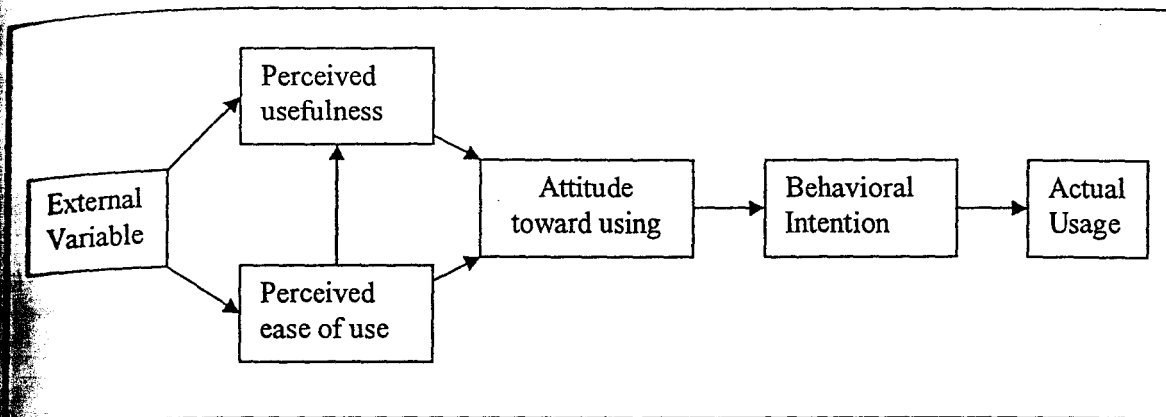 Perceived
usefulness
External
Variable
Attitude
toward using
Behavioral
Intention
Actual
Usage
Perceived
ease of use